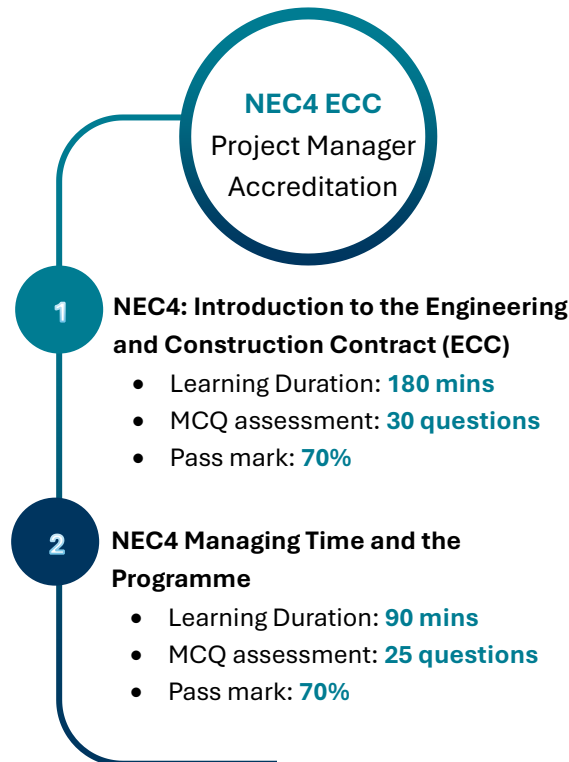 NEC4 ECC
Project Manager
Accreditation
1
NEC4: Introduction to the Engineering
and Construction Contract (ECC)
• Learning Duration: 180 mins
• MCQ assessment: 30 questions
• Pass mark: 70%
2
NEC4 Managing Time and the
Programme
• Learning Duration: 90 mins
• MCQ assessment: 25 questions
• Pass mark: 70%